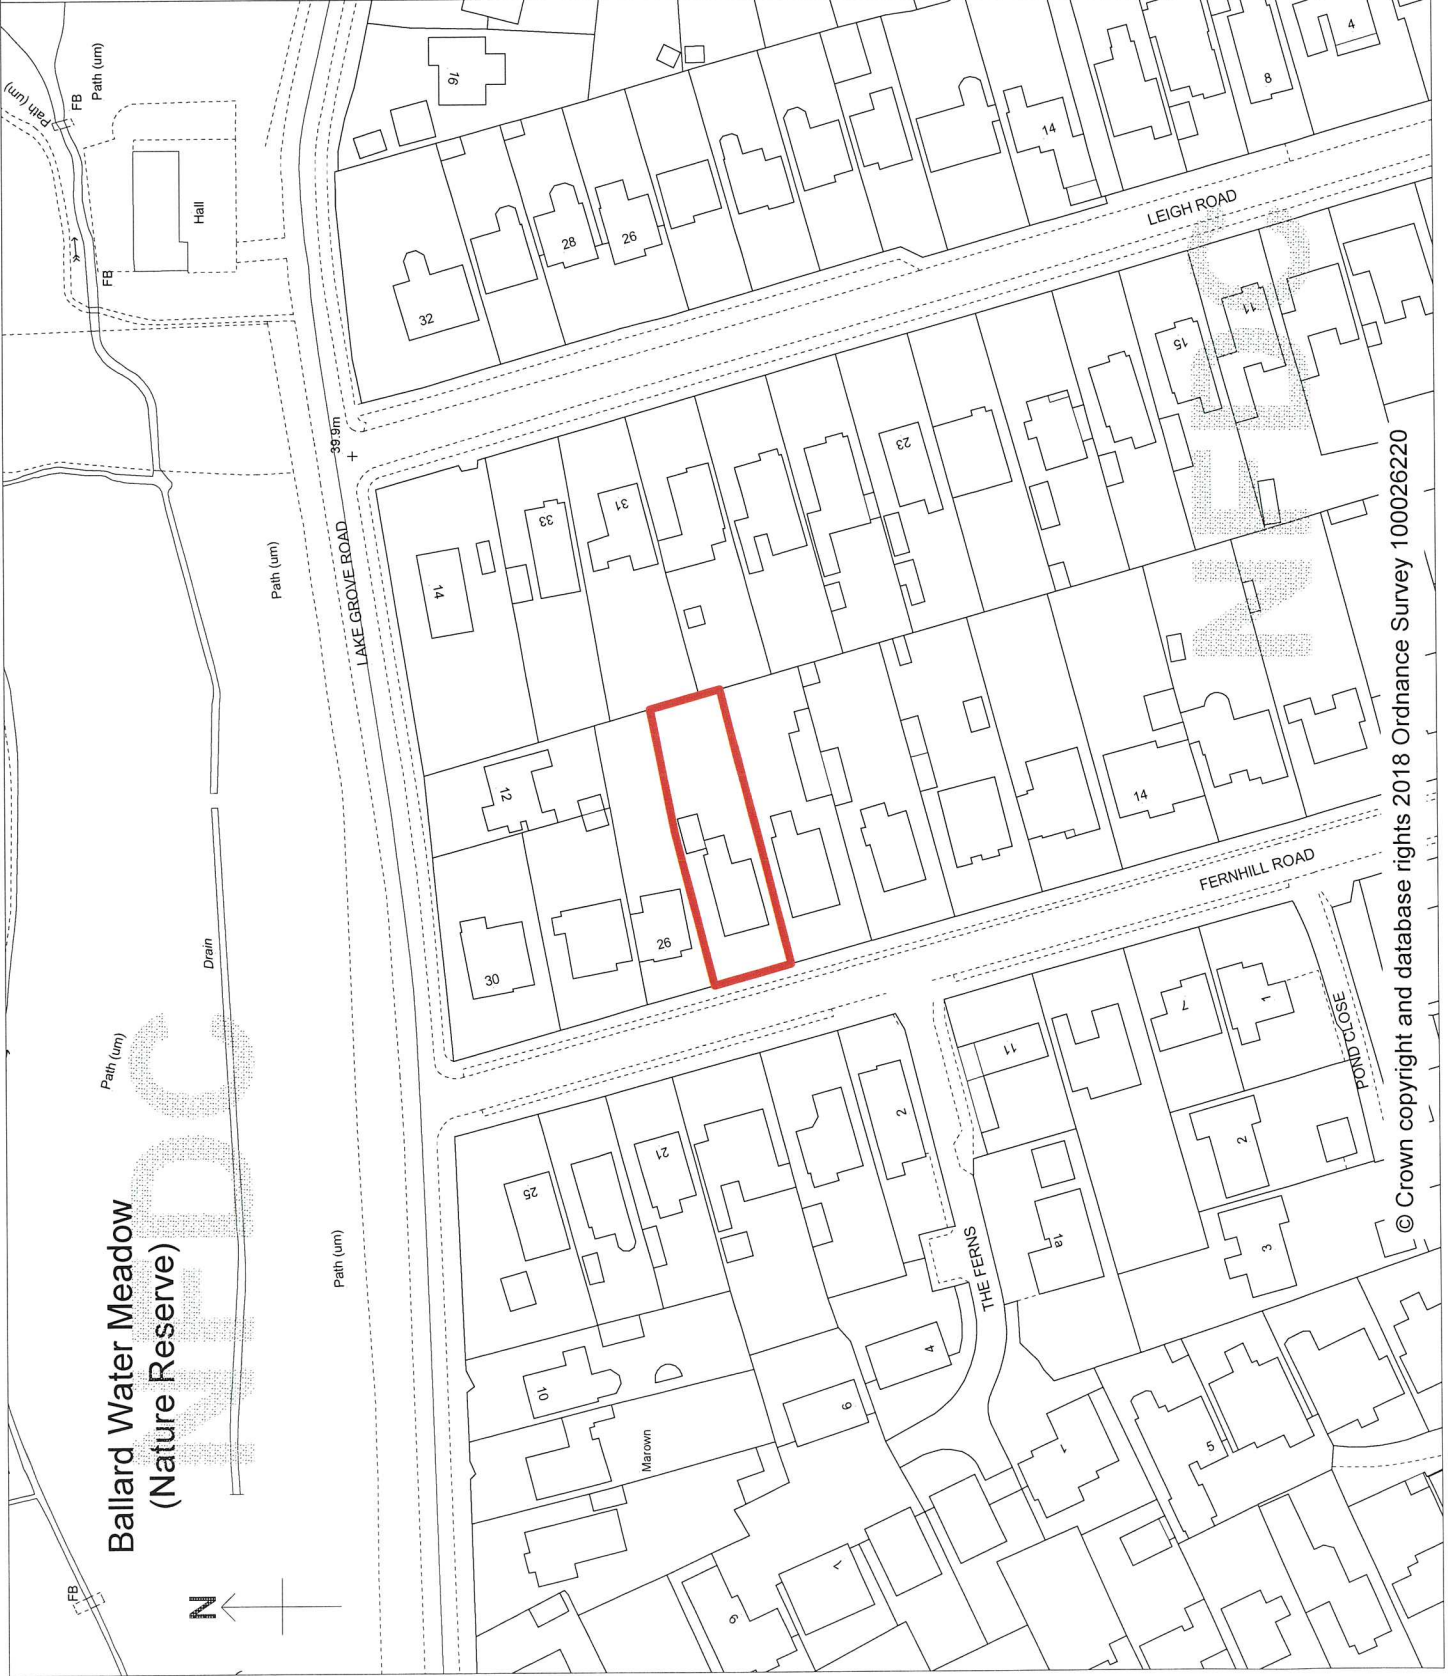 Ballard Water Meadow
(Nature Reserve)
NFDC
N
FB
Path (um)
Drain
Path (um)
Path (um)
FB
Hall
FB
Path (um)
Path (um)
LAKE GROVE ROAD
39.9m
LEIGH ROAD
FERNHILL ROAD
THE FERNS
POND CLOSE
Marown
16
32
28
26
14
8
4
14
33
31
23
15
11
12
30
26
14
25
21
2
11
7
1
2
3
1a
10
4
6
1
5
NFDC
© Crown copyright and database rights 2018 Ordnance Survey 100026220